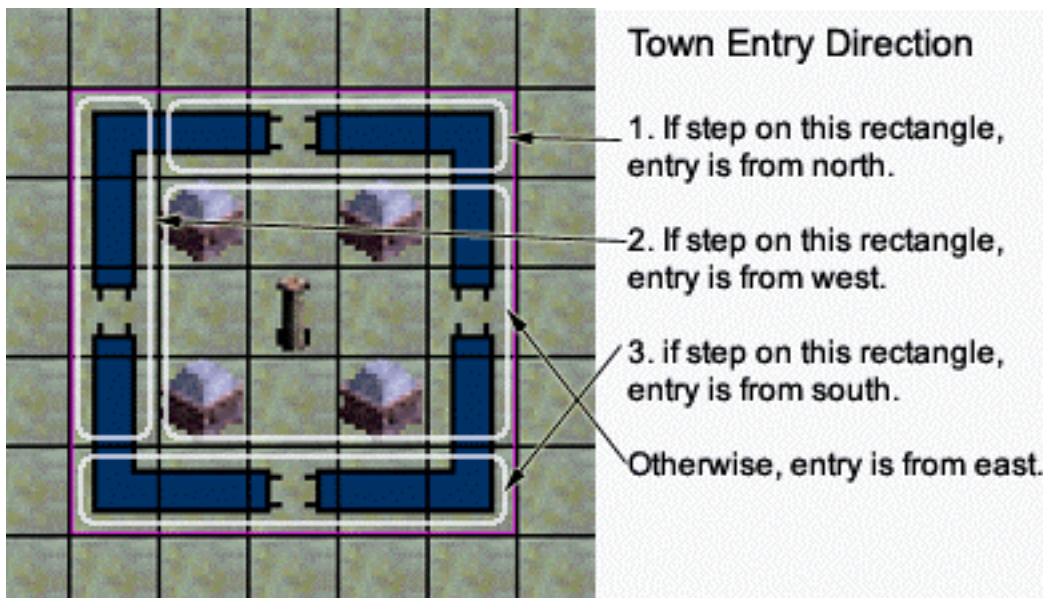 Town Entry Direction
1. If step on this rectangle,
entry is from north.
2. If step on this rectangle,
entry is from west.
3. if step on this rectangle,
entry is from south.
Otherwise, entry is from east.